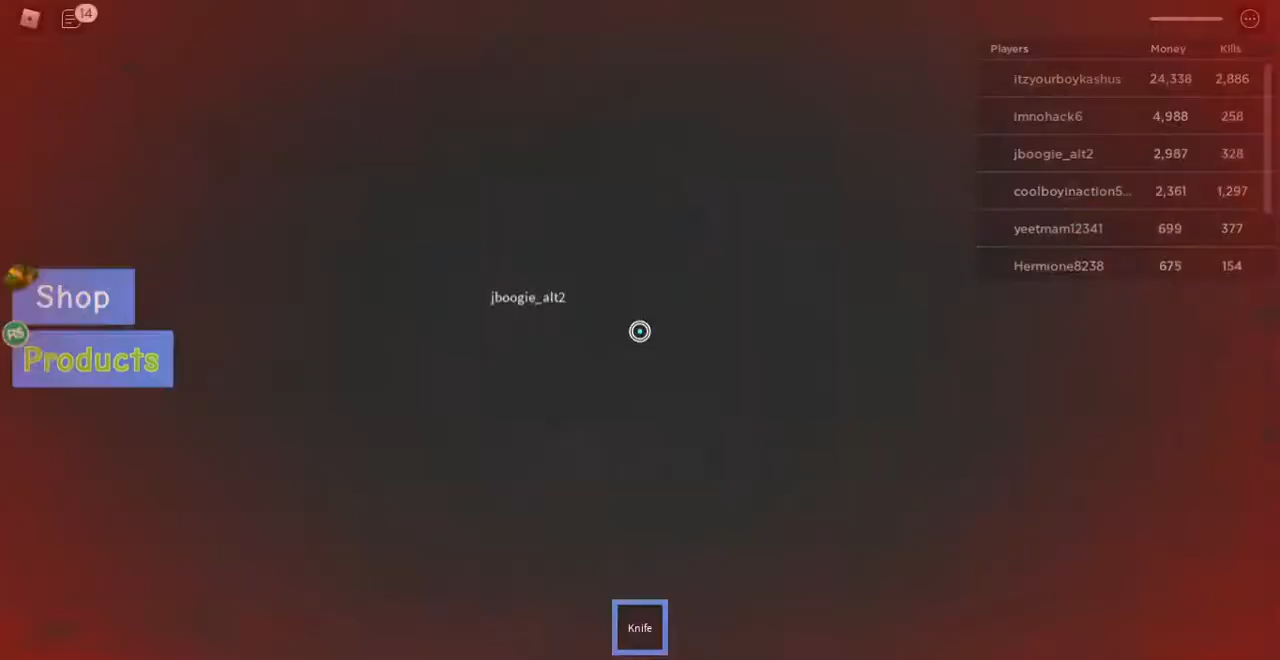 14
Players Money Kills
itzyourboykashus 24,338 2,886
Imnohack6 4,988 258
jboogie_alt2 2,987 328
coolboyinaction5... 2,361 1,297
yeetmam12341 699 377
Hermione8238 675 154
Shop
R$
Products
jboogie_alt2
Knife